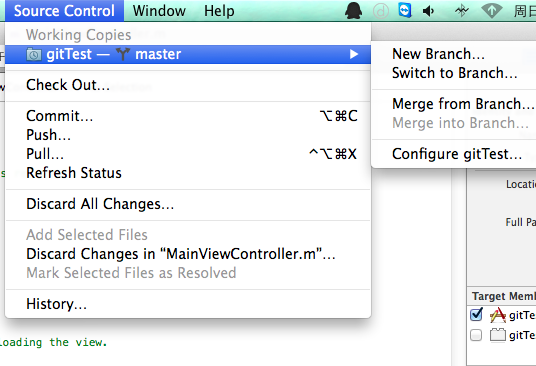 Source Control Window Help 周日
Working Copies
gitTest — master
Check Out...
Commit... ⌥⌘C
Push...
Pull... ^⌥⌘X
Refresh Status
Discard All Changes...
Add Selected Files
Discard Changes in "MainViewController.m"...
Mark Selected Files as Resolved
History...
New Branch...
Switch to Branch...
Merge from Branch...
Merge into Branch...
Configure gitTest...
Locatio
Full Pa
Target Memb
gitTe
gitTe
loading the view.